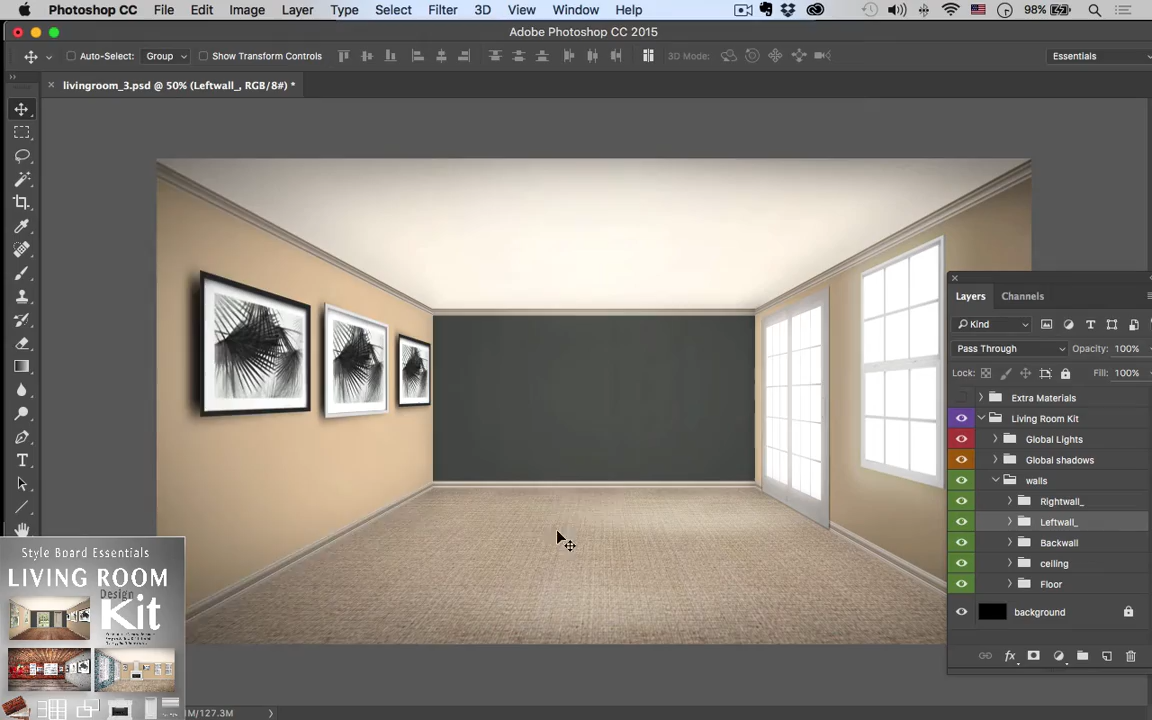 Photoshop CC File Edit Image Layer Type Select Filter 3D View Window Help 98%
Adobe Photoshop CC 2015
Auto-Select: Group Show Transform Controls 3D Mode: Essentials
livingroom_3.psd @ 50% (Leftwall_, RGB/8#) *
Layers Channels
Kind
Pass Through Opacity: 100%
Lock: Fill: 100%
Extra Materials
Living Room Kit
Global Lights
Global shadows
walls
Rightwall_
Leftwall_
Backwall
ceiling
Floor
background
Style Board Essentials
LIVING ROOM
Design
Kit
M/127.3M